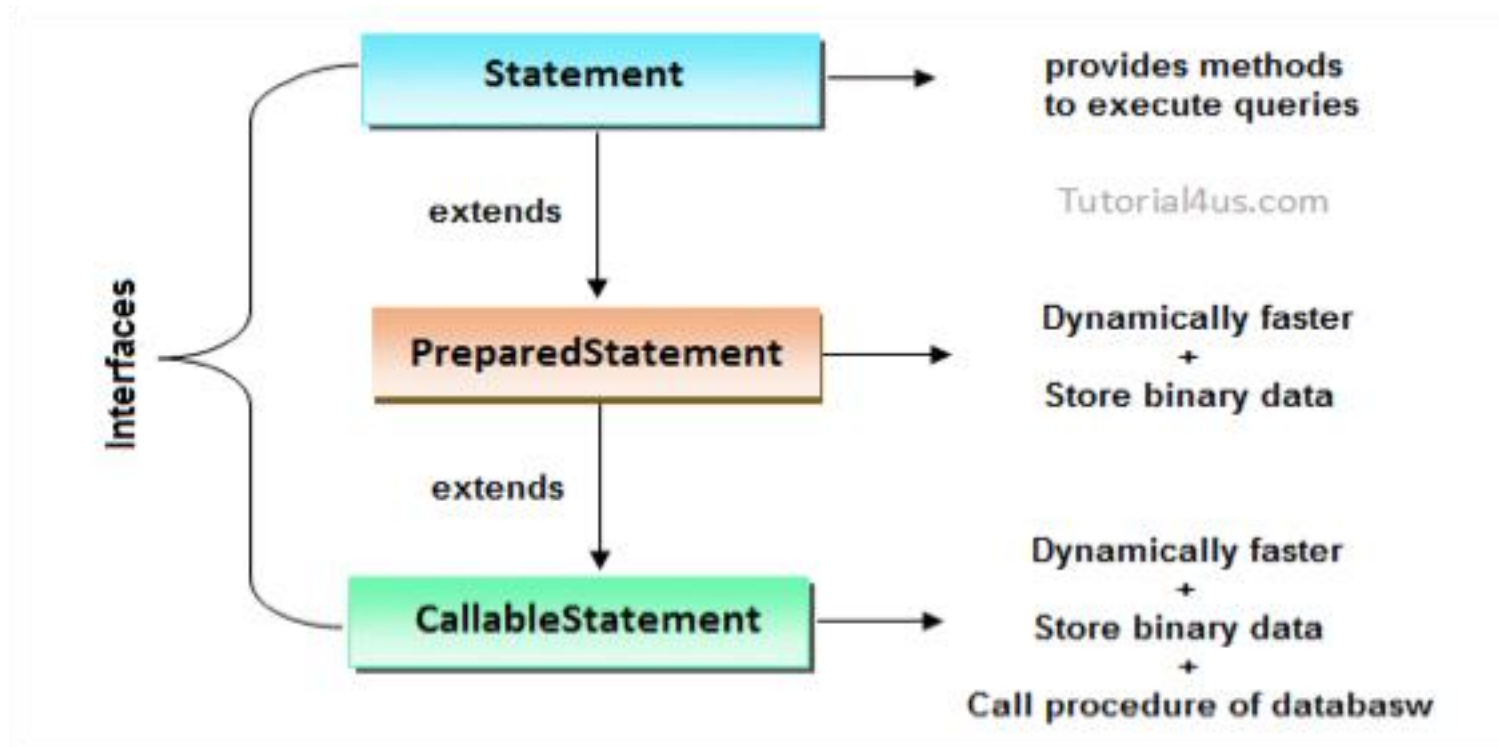 Statement
provides methods
to execute queries
extends
Tutorial4us.com
Interfaces
PreparedStatement
Dynamically faster
+
Store binary data
extends
CallableStatement
Dynamically faster
+
Store binary data
+
Call procedure of databasw